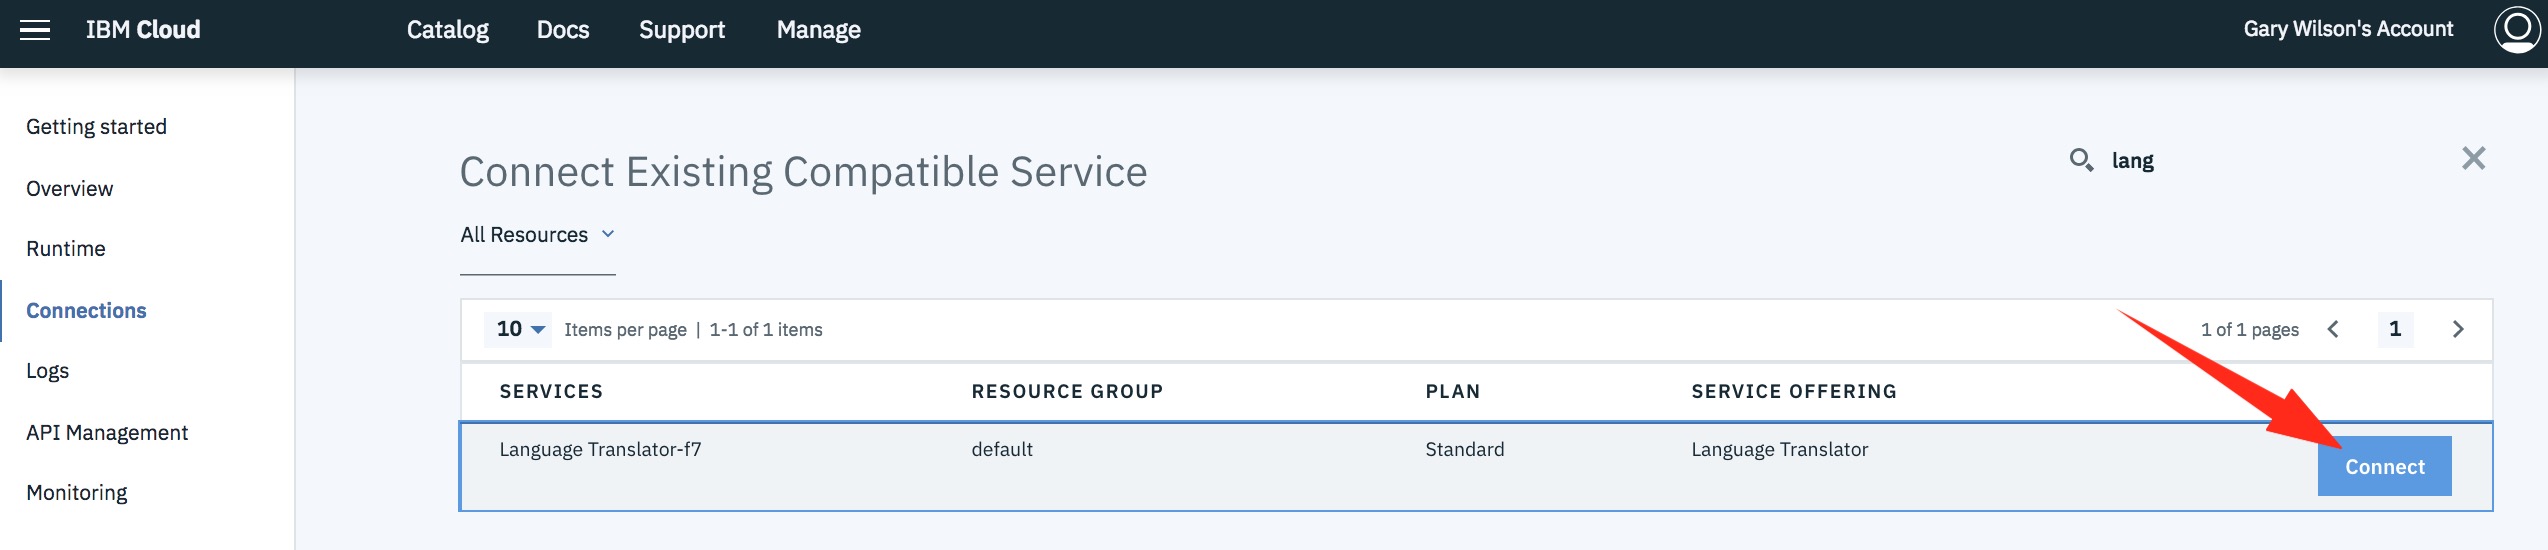 IBM Cloud Catalog Docs Support Manage Gary Wilson's Account
Getting started
Overview
Runtime
Connections
Logs
API Management
Monitoring
Connect Existing Compatible Service
lang
All Resources
10 Items per page | 1-1 of 1 items 1 of 1 pages 1
SERVICES RESOURCE GROUP PLAN SERVICE OFFERING
Language Translator-f7 default Standard Language Translator
Connect